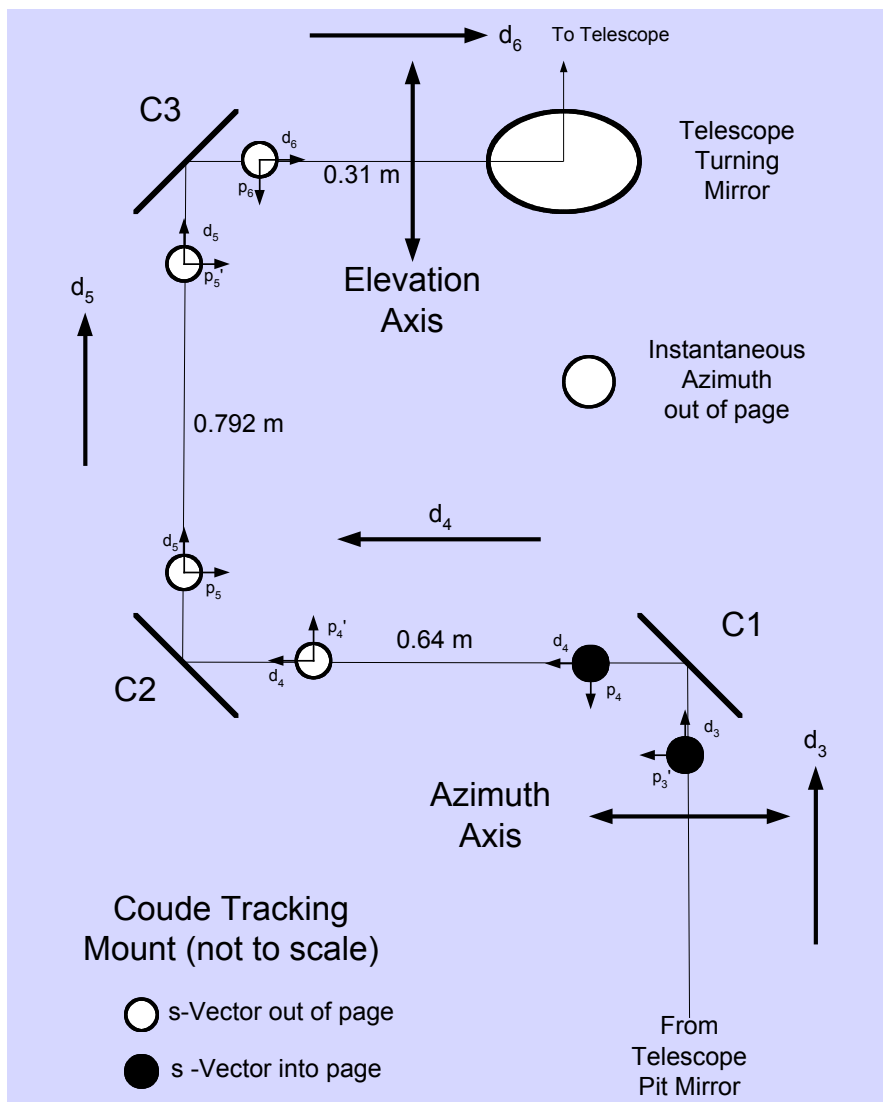 d6
To Telescope
C3
Telescope
Turning
Mirror
d6
p6
0.31 m
d5
p5'
Elevation
Axis
d5
Instantaneous
Azimuth
out of page
0.792 m
d4
d5
p5
C1
p4'
0.64 m
d4
d4
p4
C2
d3
p3'
d3
Azimuth
Axis
Coude Tracking
Mount (not to scale)
s-Vector out of page
From
Telescope
Pit Mirror
s -Vector into page